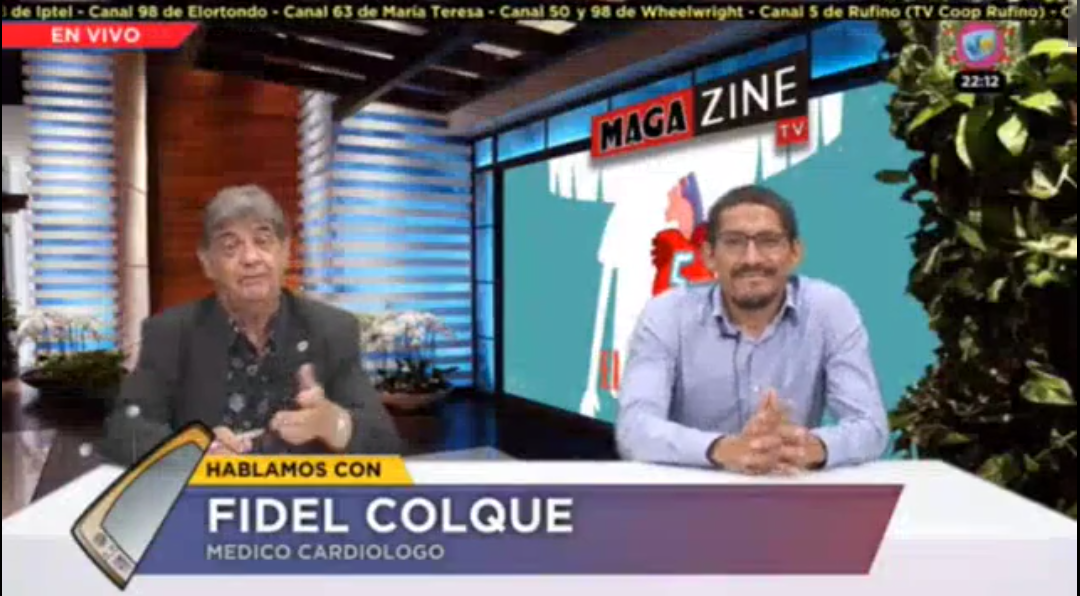 de Iptel - Canal 98 de Elortondo - Canal 63 de María Teresa - Canal 50 y 98 de Wheelwright - Canal 5 de Rufino (TV Coop Rufino) -
EN VIVO
22:12
MAGAZINE
TV
HABLAMOS CON
FIDEL COLQUE
MEDICO CARDIOLOGO